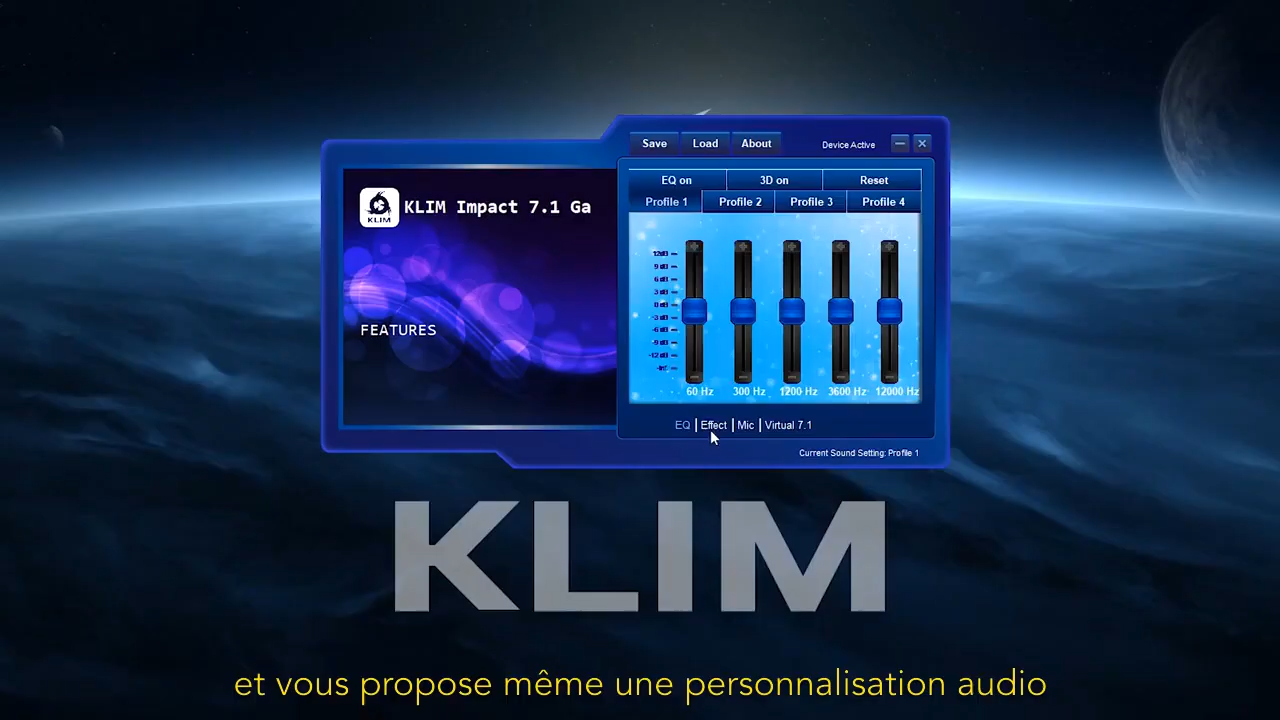 Save Load About Device Active
EQ on 3D on Reset
Profile 1 Profile 2 Profile 3 Profile 4
KLIM
KLIM Impact 7.1 Ga
FEATURES
12dB
9 dB
6 dB
3 dB
0 dB
-3 dB
-6 dB
-9 dB
-12 dB
-Inf.
60 Hz 300 Hz 1200 Hz 3600 Hz 12000 Hz
EQ | Effect | Mic | Virtual 7.1
Current Sound Setting: Profile 1
KLIM
et vous propose même une personnalisation audio